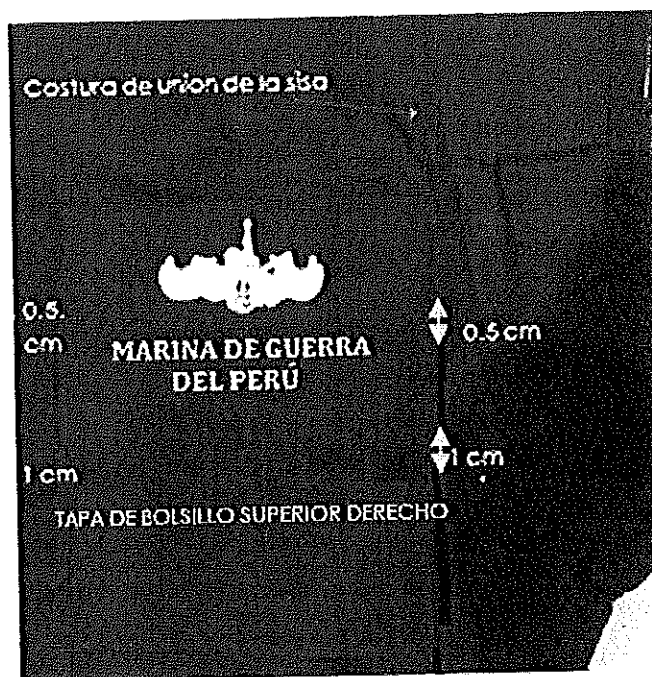 Costura de union de la sisa
0.5.
cm
0.5 cm
MARINA DE GUERRA
DEL PERÚ
1 cm
1 cm
TAPA DE BOLSILLO SUPERIOR DERECHO